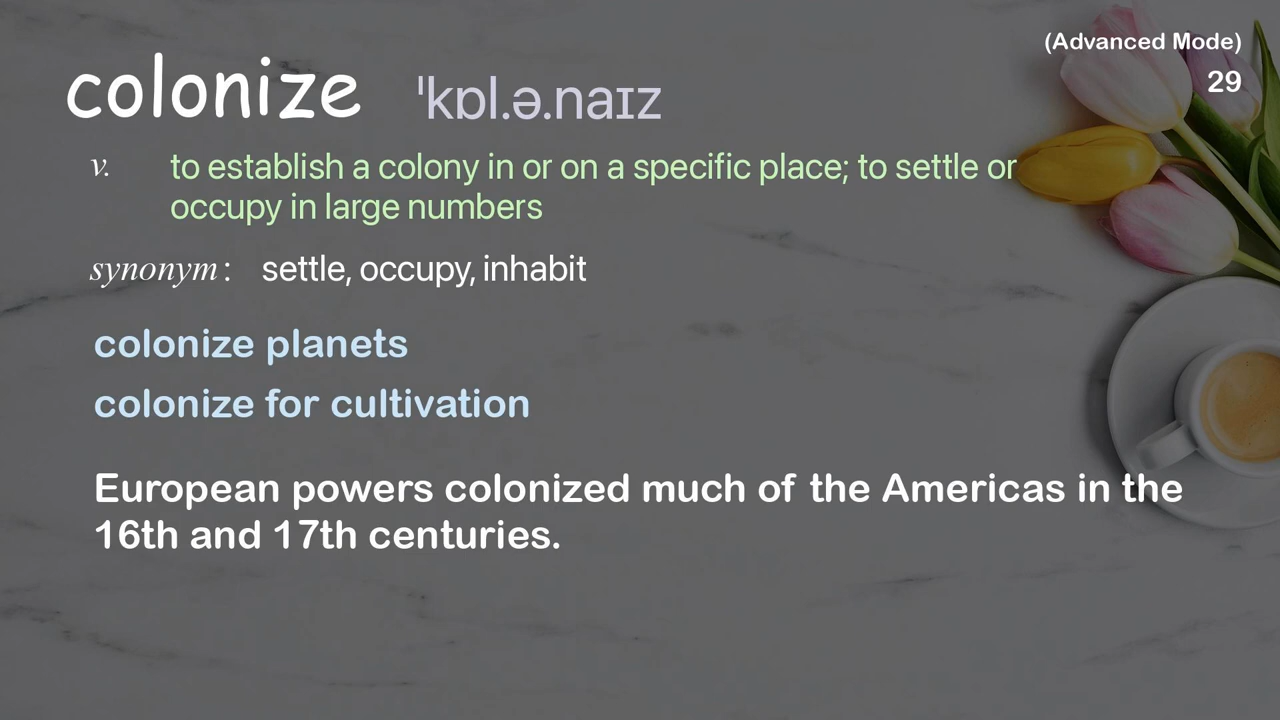 (Advanced Mode)
29
colonize ˈkɒl.ə.naɪz
v. to establish a colony in or on a specific place; to settle or
occupy in large numbers
synonym: settle, occupy, inhabit
colonize planets
colonize for cultivation
European powers colonized much of the Americas in the
16th and 17th centuries.